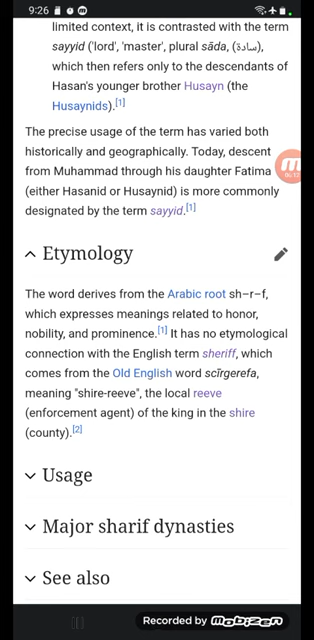 9:26
limited context, it is contrasted with the term
sayyid ('lord', 'master', plural sāda, (سادة),
which then refers only to the descendants of
Hasan's younger brother Husayn (the
Husaynids).[1]
The precise usage of the term has varied both
historically and geographically. Today, descent
from Muhammad through his daughter Fatima
(either Hasanid or Husaynid) is more commonly
designated by the term sayyid.[1]
Etymology
The word derives from the Arabic root sh–r–f,
which expresses meanings related to honor,
nobility, and prominence.[1] It has no etymological
connection with the English term sheriff, which
comes from the Old English word scīrgerefa,
meaning "shire-reeve", the local reeve
(enforcement agent) of the king in the shire
(county).[2]
Usage
Major sharif dynasties
See also
Recorded by mobizen